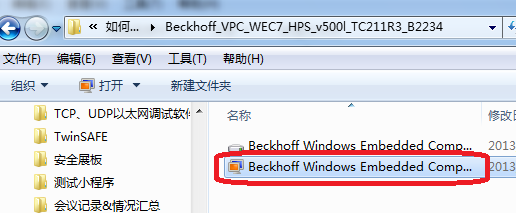 如何... Beckhoff_VPC_WEC7_HPS_v500l_TC211R3_B2234
文件(F) 编辑(E) 查看(V) 工具(T) 帮助(H)
组织 打开 新建文件夹
名称 修改日
TCP、UDP以太网调试软件
TwinSAFE
安全展板
测试小程序
会议记录&情况汇总
Beckhoff Windows Embedded Comp... 2013
Beckhoff Windows Embedded Comp... 2013